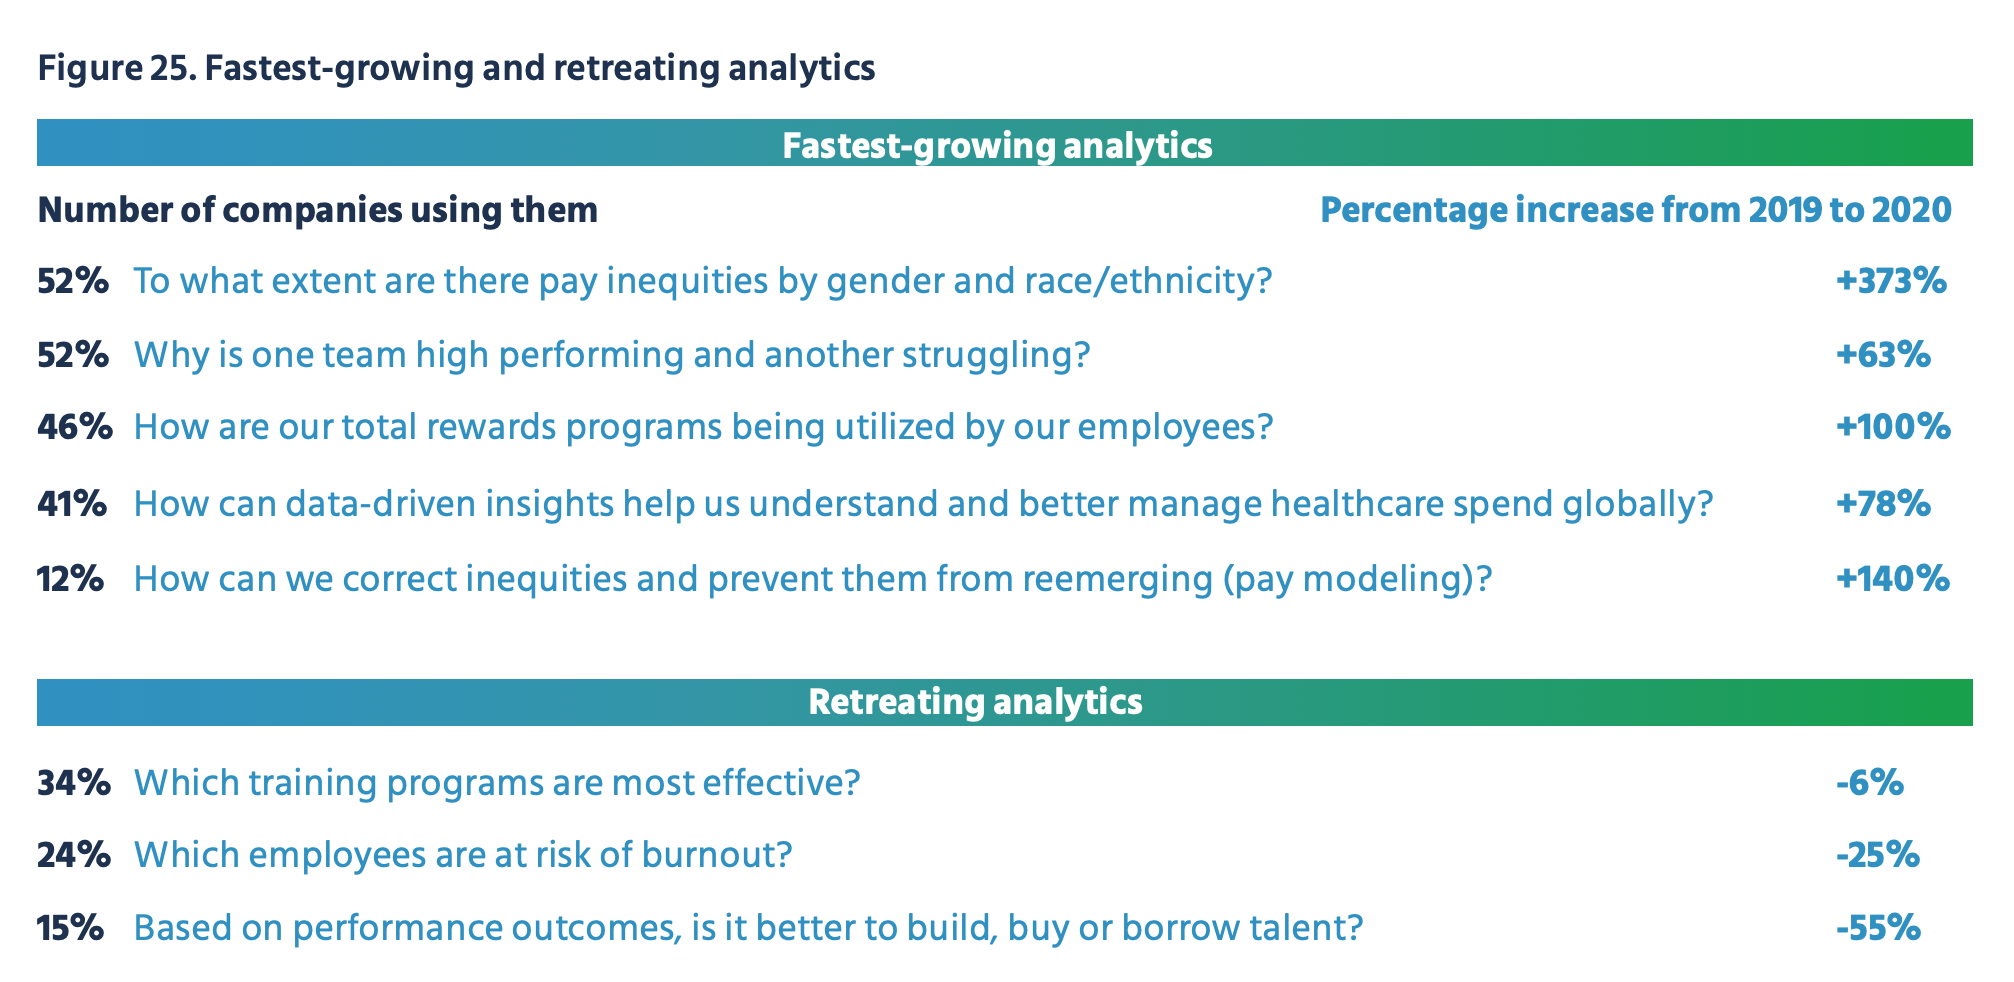 Figure 25. Fastest-growing and retreating analytics
Fastest-growing analytics
Number of companies using them Percentage increase from 2019 to 2020
52% To what extent are there pay inequities by gender and race/ethnicity? +373%
52% Why is one team high performing and another struggling? +63%
46% How are our total rewards programs being utilized by our employees? +100%
41% How can data-driven insights help us understand and better manage healthcare spend globally? +78%
12% How can we correct inequities and prevent them from reemerging (pay modeling)? +140%
Retreating analytics
34% Which training programs are most effective? -6%
24% Which employees are at risk of burnout? -25%
15% Based on performance outcomes, is it better to build, buy or borrow talent? -55%